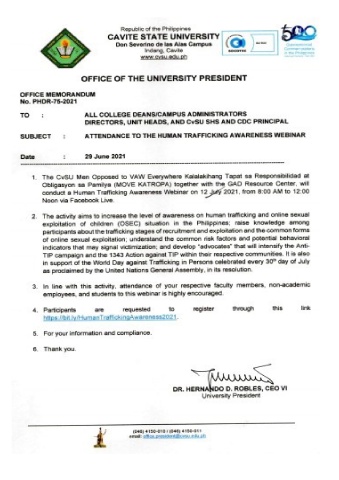 Republic of the Philippines
CAVITE STATE UNIVERSITY
Don Severino de las Alas Campus
Indang, Cavite
www.cvsu.edu.ph
500
OFFICE OF THE UNIVERSITY PRESIDENT
OFFICE MEMORANDUM
No. PHDR-75-2021
TO : ALL COLLEGE DEANS/CAMPUS ADMINISTRATORS
DIRECTORS, UNIT HEADS, AND CvSU SHS AND CDC PRINCIPAL
SUBJECT : ATTENDANCE TO THE HUMAN TRAFFICKING AWARENESS WEBINAR
Date : 29 June 2021
1. The CvSU Men Opposed to VAW Everywhere Kalalakihang Tapat sa Responsibilidad at
Obligasyon sa Pamilya (MOVE KATROPA) together with the GAD Resource Center, will
conduct a Human Trafficking Awareness Webinar on 12 July 2021, from 8:00 AM to 12:00
Noon via Facebook Live.
2. The activity aims to increase the level of awareness on human trafficking and online sexual
exploitation of children (OSEC) situation in the Philippines; raise knowledge among
participants about the trafficking stages of recruitment and exploitation and the common forms
of online sexual exploitation; understand the common risk factors and potential behavioral
indicators that may signal victimization; and develop "advocates" that will intensify the Anti-
TIP campaign and the 1343 Action against TIP within their respective communities. It is also
in support of the World Day against Trafficking in Persons celebrated every 30th day of July
as proclaimed by the United Nations General Assembly, in its resolution.
3. In line with this activity, attendance of your respective faculty members, non-academic
employees, and students to this webinar is highly encouraged.
4. Participants are requested to register through this link
https://bit.ly/HumanTraffickingAwareness2021.
5. For your information and compliance.
6. Thank you.
DR. HERNANDO D. ROBLES, CEO VI
University President
(046) 4150-010 / (046) 4150-011
email: office.president@cvsu.edu.ph